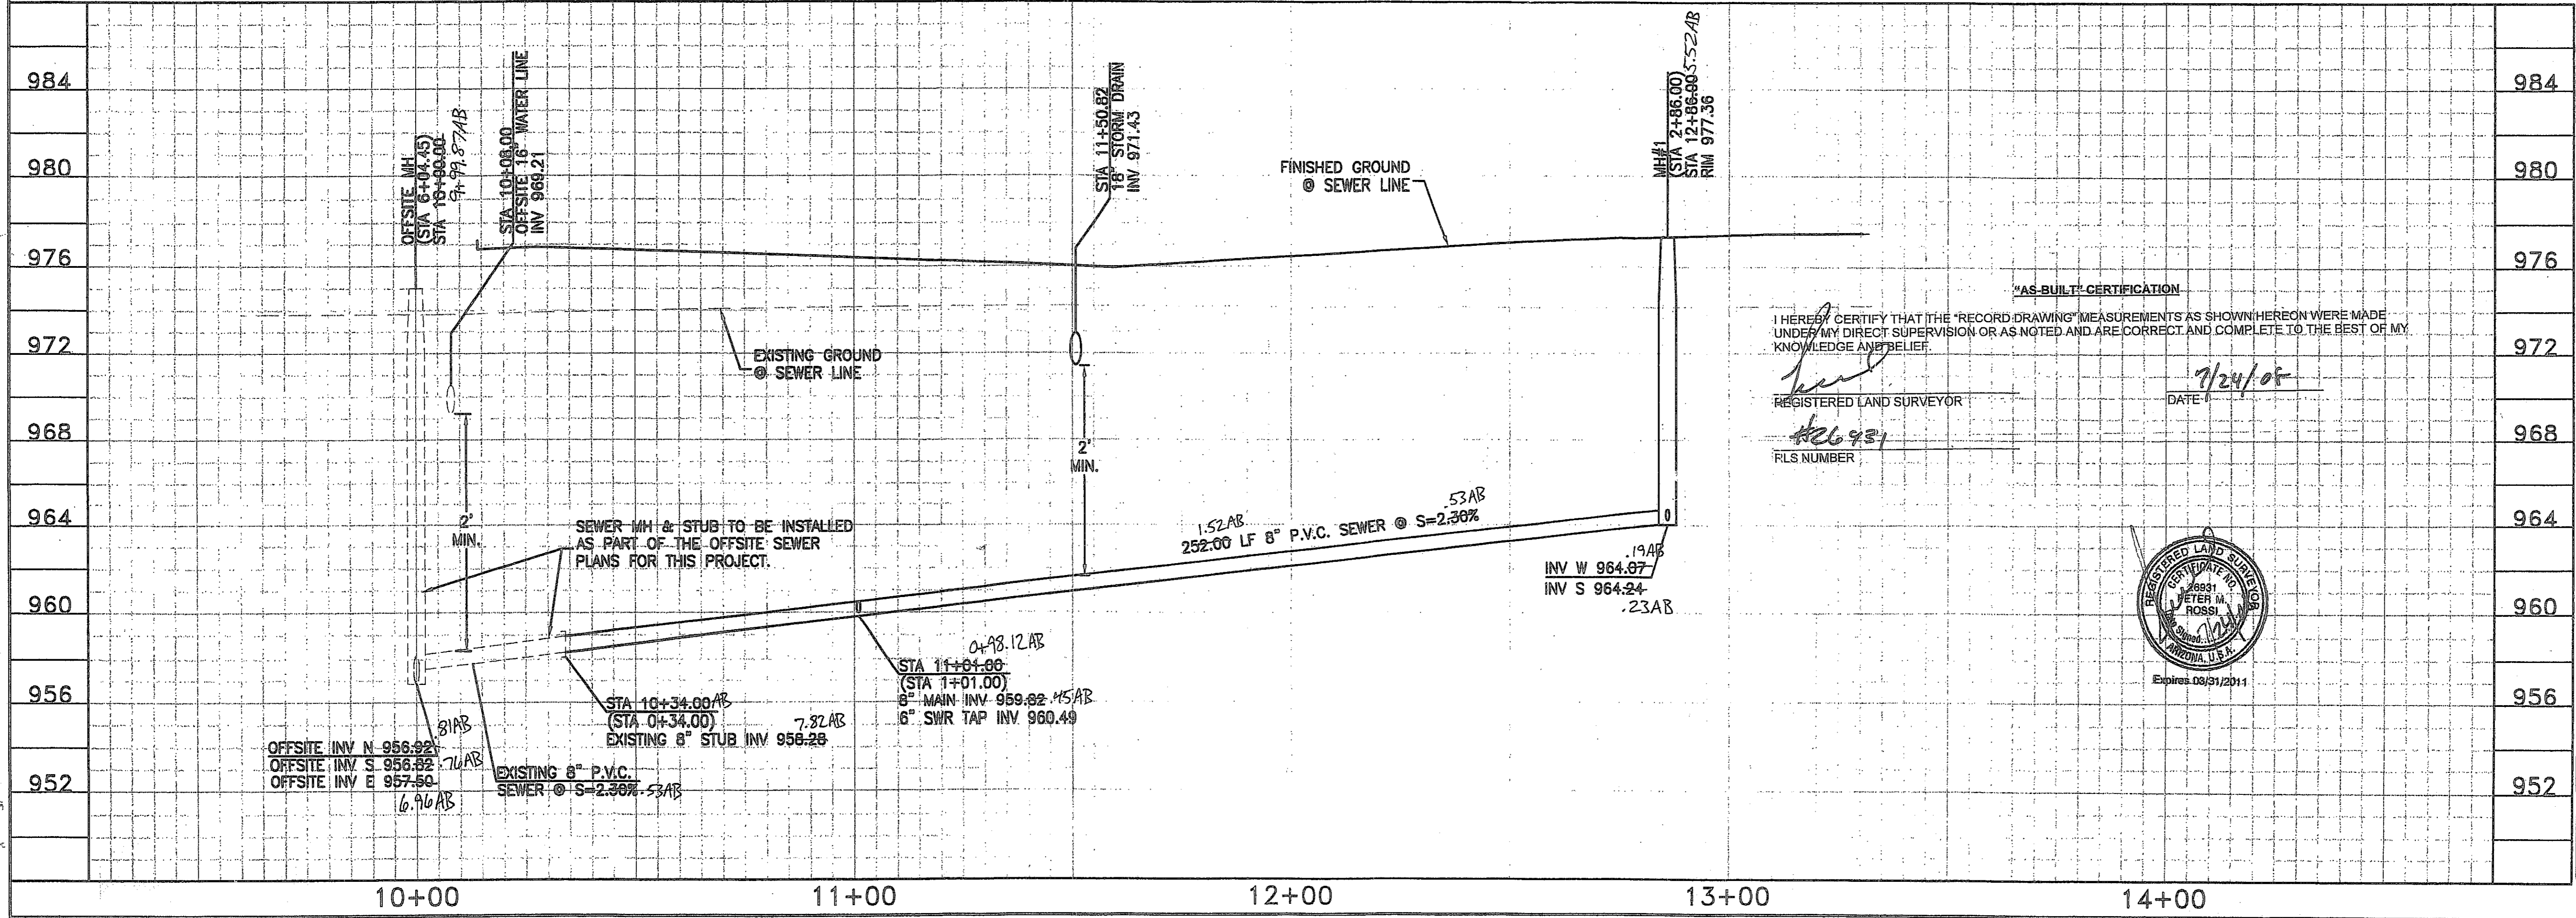 984
980
976
972
968
964
960
956
952
OFFSITE MH
(STA 6+04.45)
STA 10+00.00
9+99.87AB
STA 10+08.00
OFFSITE 16" WATER LINE
INV 969.21
STA 11+50.82
18" STORM DRAIN
INV 971.43
FINISHED GROUND
@ SEWER LINE
MH#1
(STA 2+86.00)
STA 12+86.00 5.52AB
RIM 977.36
EXISTING GROUND
@ SEWER LINE
2'
MIN.
2'
MIN.
SEWER MH & STUB TO BE INSTALLED
AS PART OF THE OFFSITE SEWER
PLANS FOR THIS PROJECT.
1.52AB
.53AB
252.00 LF 8" P.V.C. SEWER @ S=2.30%
.19AB
INV W 964.07
INV S 964.24
.23AB
0+98.12AB
STA 11+01.00
(STA 1+01.00)
8" MAIN INV 959.82 .45AB
6" SWR TAP INV 960.49
STA 10+34.00 AB
(STA 0+34.00)
7.82AB
EXISTING 8" STUB INV 958.28
.81AB
OFFSITE INV N 956.92
OFFSITE INV S 956.82 .76AB
OFFSITE INV E 957.50
6.96AB
EXISTING 8" P.V.C.
SEWER @ S=2.30% .53AB
"AS-BUILT" CERTIFICATION
I HEREBY CERTIFY THAT THE "RECORD DRAWING" MEASUREMENTS AS SHOWN HEREON WERE MADE
UNDER MY DIRECT SUPERVISION OR AS NOTED AND ARE CORRECT AND COMPLETE TO THE BEST OF MY
KNOWLEDGE AND BELIEF.
REGISTERED LAND SURVEYOR
7/24/08
DATE
#26931
RLS NUMBER
REGISTERED LAND SURVEYOR
CERTIFICATE NO.
26931
PETER M.
ROSSI
Signed
7/24
ARIZONA, U.S.A.
Expires 03/31/2011
984
980
976
972
968
964
960
956
952
10+00
11+00
12+00
13+00
14+00